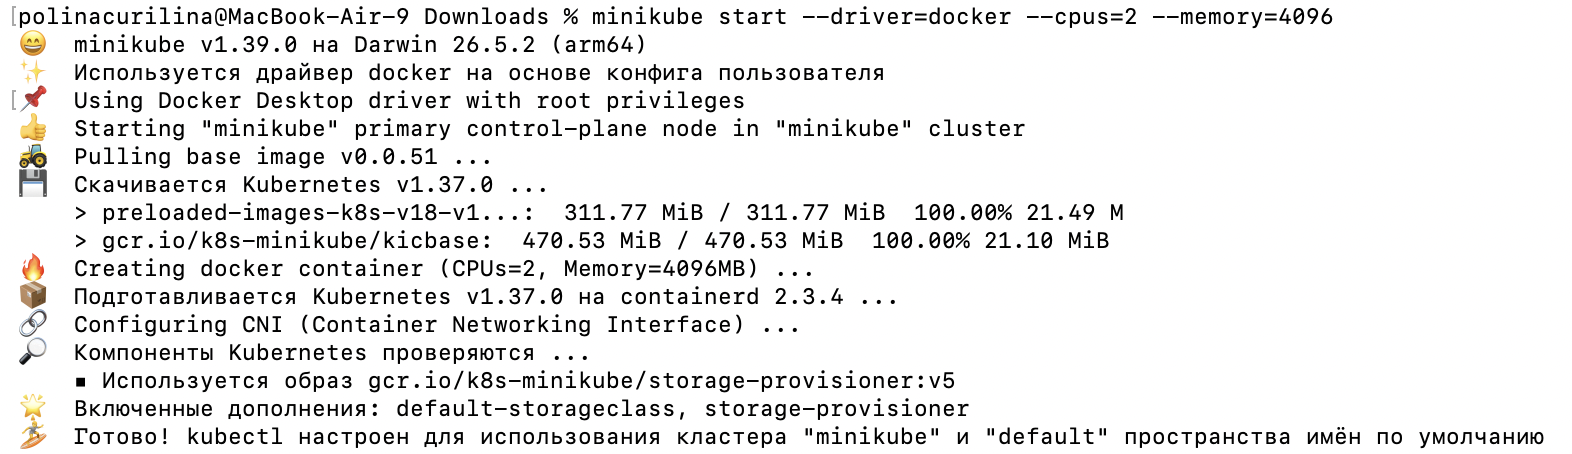 [polinacurilina@MacBook-Air-9 Downloads % minikube start --driver=docker --cpus=2 --memory=4096
😄 minikube v1.39.0 на Darwin 26.5.2 (arm64)
✨ Используется драйвер docker на основе конфига пользователя
[📌 Using Docker Desktop driver with root privileges
👍 Starting "minikube" primary control-plane node in "minikube" cluster
🚜 Pulling base image v0.0.51 ...
💾 Скачивается Kubernetes v1.37.0 ...
> preloaded-images-k8s-v18-v1...: 311.77 MiB / 311.77 MiB 100.00% 21.49 M
> gcr.io/k8s-minikube/kicbase: 470.53 MiB / 470.53 MiB 100.00% 21.10 MiB
🔥 Creating docker container (CPUs=2, Memory=4096MB) ...
📦 Подготавливается Kubernetes v1.37.0 на containerd 2.3.4 ...
🔗 Configuring CNI (Container Networking Interface) ...
🔎 Компоненты Kubernetes проверяются ...
▪ Используется образ gcr.io/k8s-minikube/storage-provisioner:v5
🌟 Включенные дополнения: default-storageclass, storage-provisioner
🏄 Готово! kubectl настроен для использования кластера "minikube" и "default" пространства имён по умолчанию